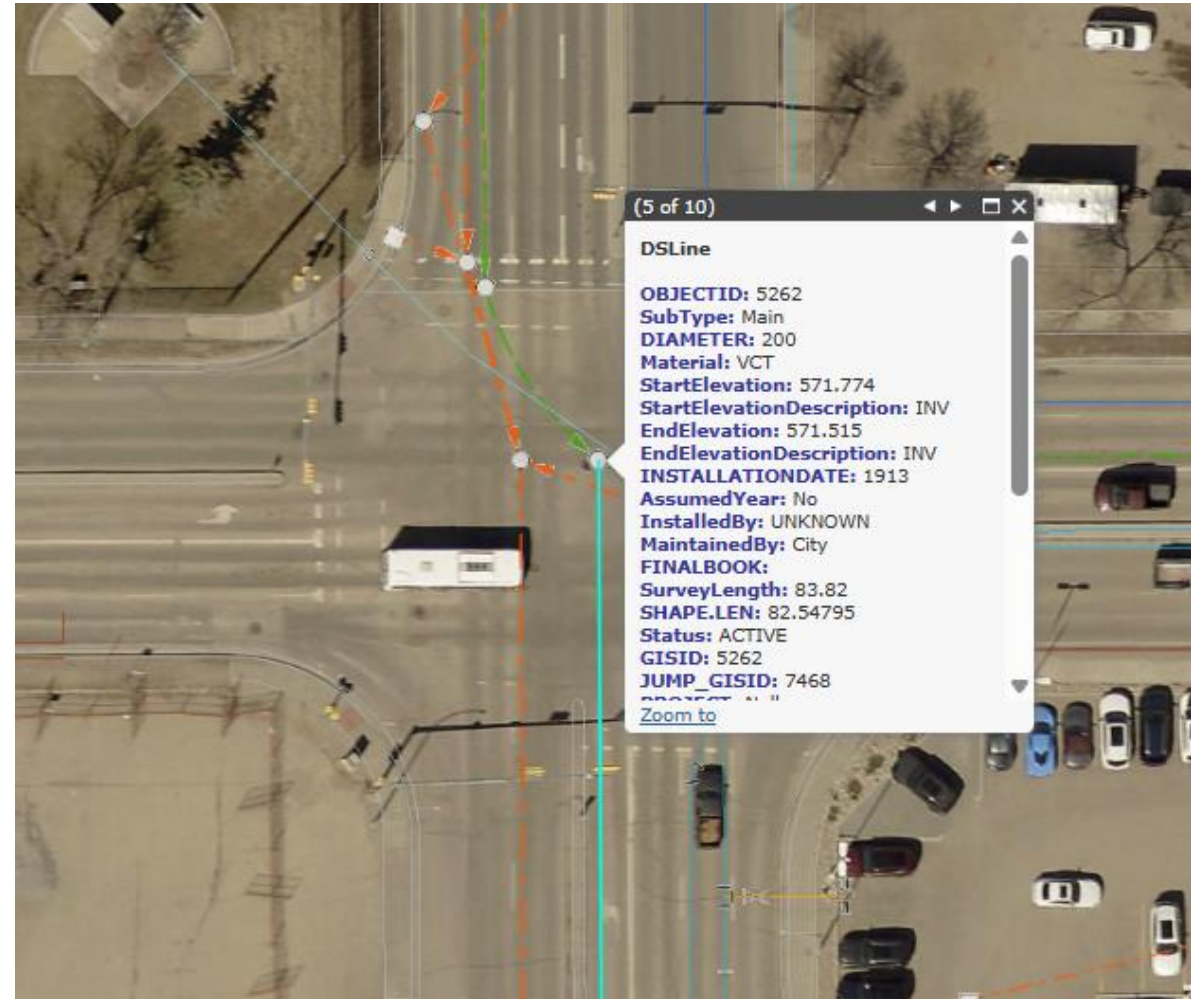 (5 of 10)
DSLine
OBJECTID: 5262
SubType: Main
DIAMETER: 200
Material: VCT
StartElevation: 571.774
StartElevationDescription: INV
EndElevation: 571.515
EndElevationDescription: INV
INSTALLATIONDATE: 1913
AssumedYear: No
InstalledBy: UNKNOWN
MaintainedBy: City
FINALBOOK:
SurveyLength: 83.82
SHAPE.LEN: 82.54795
Status: ACTIVE
GISID: 5262
JUMP_GISID: 7468
Zoom to